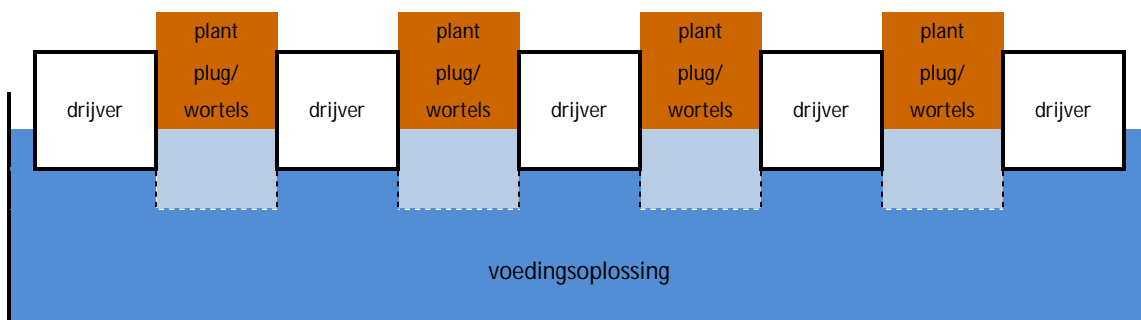 plant plant plant plant
plug/ plug/ plug/ plug/
drijver wortels drijver wortels drijver wortels drijver wortels drijver
voedingsoplossing